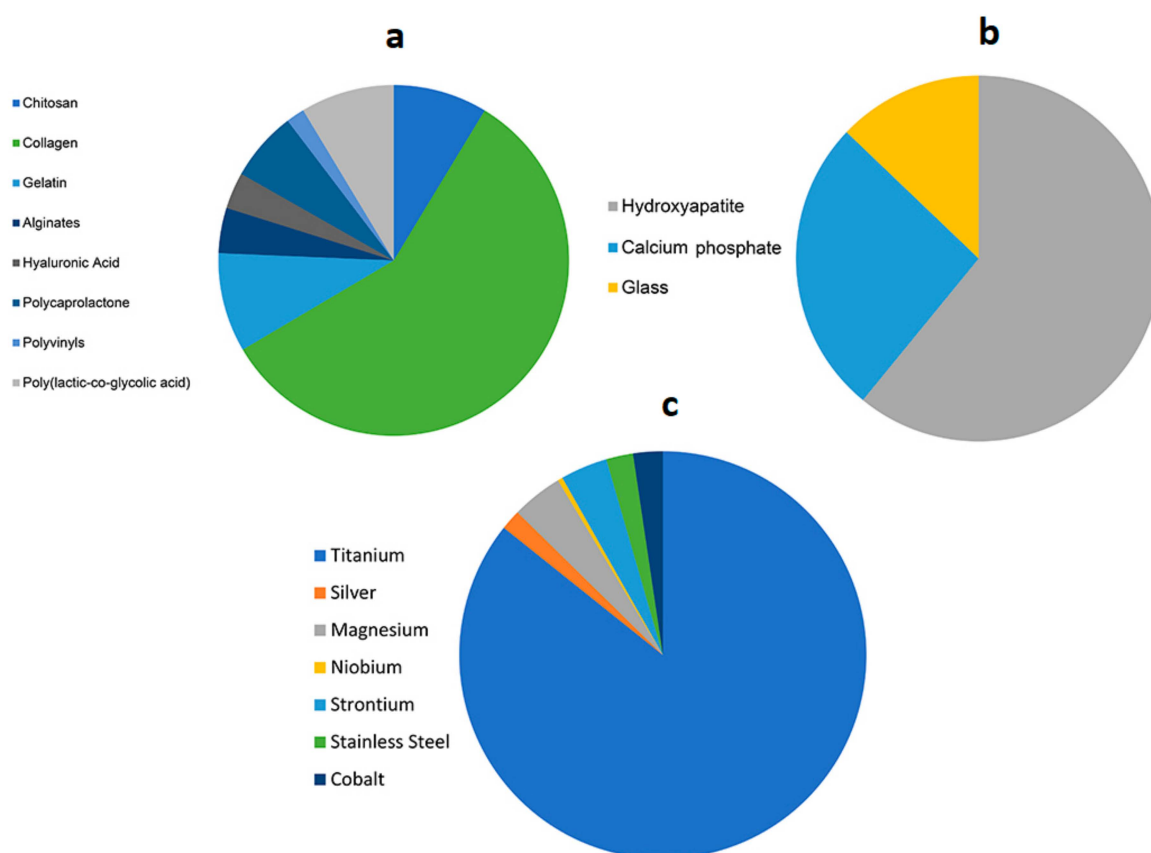 a
Chitosan
Collagen
Gelatin
Alginates
Hyaluronic Acid
Polycaprolactone
Polyvinyls
Poly(lactic-co-glycolic acid)
b
Hydroxyapatite
Calcium phosphate
Glass
c
Titanium
Silver
Magnesium
Niobium
Strontium
Stainless Steel
Cobalt